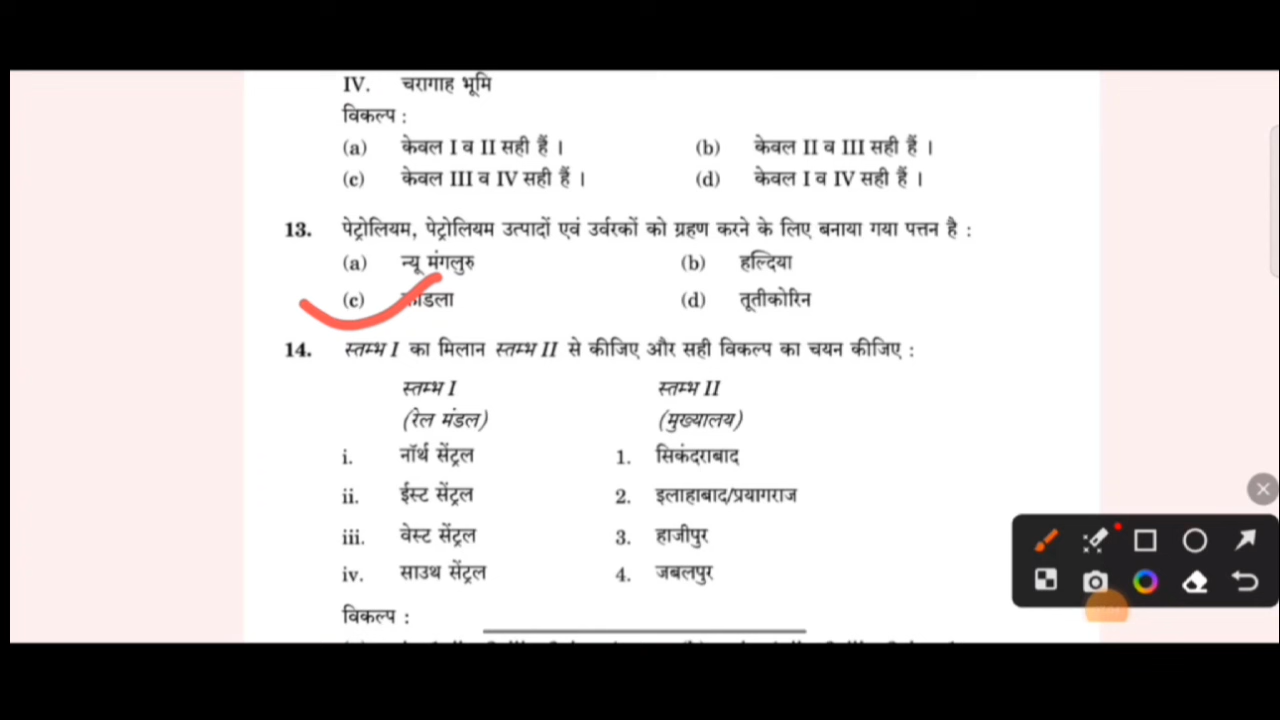 IV. चरागाह भूमि
विकल्प :
(a) केवल I व II सही हैं । (b) केवल II व III सही हैं ।
(c) केवल III व IV सही हैं । (d) केवल I व IV सही हैं ।
13. पेट्रोलियम, पेट्रोलियम उत्पादों एवं उर्वरकों को ग्रहण करने के लिए बनाया गया पत्तन है :
(a) न्यू मंगलुरु (b) हल्दिया
(c) कांडला (d) तूतीकोरिन
14. स्तम्भ I का मिलान स्तम्भ II से कीजिए और सही विकल्प का चयन कीजिए :
स्तम्भ I स्तम्भ II
(रेल मंडल) (मुख्यालय)
i. नॉर्थ सेंट्रल 1. सिकंदराबाद
ii. ईस्ट सेंट्रल 2. इलाहाबाद/प्रयागराज
iii. वेस्ट सेंट्रल 3. हाजीपुर
iv. साउथ सेंट्रल 4. जबलपुर
विकल्प :